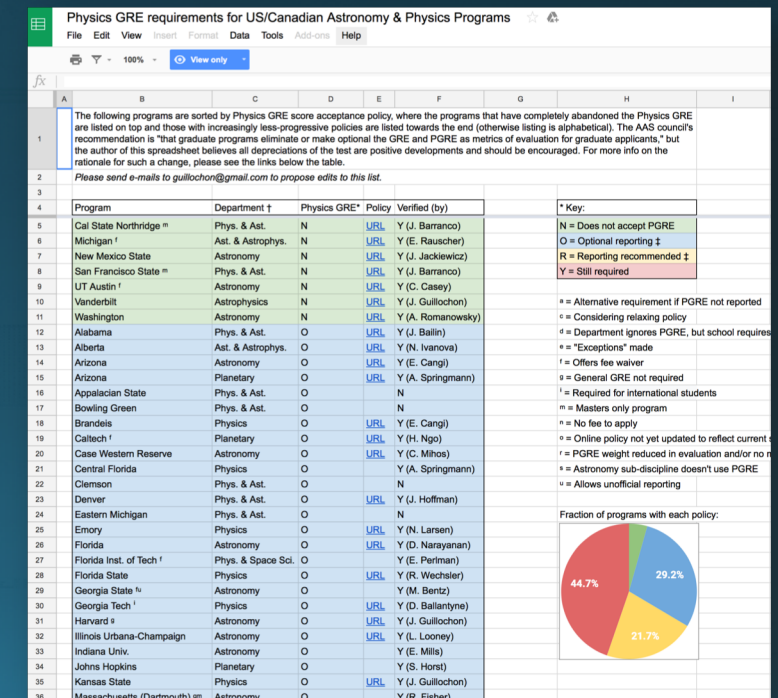 Physics GRE requirements for US/Canadian Astronomy & Physics Programs
File Edit View Insert Format Data Tools Add-ons Help
100% View only
fx
A B C D E F G H I
1 The following programs are sorted by Physics GRE score acceptance policy, where the programs that have completely abandoned the Physics GRE
are listed on top and those with increasingly less-progressive policies are listed towards the end (otherwise listing is alphabetical). The AAS council's
recommendation is "that graduate programs eliminate or make optional the GRE and PGRE as metrics of evaluation for graduate applicants," but
the author of this spreadsheet believes all depreciations of the test are positive developments and should be encouraged. For more info on the
rationale for such a change, please see the links below the table.
2 Please send e-mails to guillochon@gmail.com to propose edits to this list.
3
4 Program Department † Physics GRE* Policy Verified (by) * Key:
5 Cal State Northridge ᵐ Phys. & Ast. N URL Y (J. Barranco) N = Does not accept PGRE
6 Michigan ᶠ Ast. & Astrophys. N URL Y (E. Rauscher) O = Optional reporting ‡
7 New Mexico State Astronomy N URL Y (J. Jackiewicz) R = Reporting recommended ‡
8 San Francisco State ᵐ Phys. & Ast. N URL Y (J. Barranco) Y = Still required
9 UT Austin ᶠ Astronomy N URL Y (C. Casey)
10 Vanderbilt Astrophysics N URL Y (J. Guillochon) ᵃ = Alternative requirement if PGRE not reported
11 Washington Astronomy N URL Y (A. Romanowsky) ᶜ = Considering relaxing policy
12 Alabama Phys. & Ast. O URL Y (J. Bailin) ᵈ = Department ignores PGRE, but school requires
13 Alberta Ast. & Astrophys. O URL Y (N. Ivanova) ᵉ = "Exceptions" made
14 Arizona Astronomy O URL Y (E. Cangi) ᶠ = Offers fee waiver
15 Arizona Planetary O URL Y (A. Springmann) ᵍ = General GRE not required
16 Appalacian State Phys. & Ast. O N ⁱ = Required for international students
17 Bowling Green Phys. & Ast. O N ᵐ = Masters only program
18 Brandeis Physics O URL Y (E. Cangi) ⁿ = No fee to apply
19 Caltech ᶠ Planetary O URL Y (H. Ngo) ᵒ = Online policy not yet updated to reflect current
20 Case Western Reserve Astronomy O URL Y (C. Mihos) ʳ = PGRE weight reduced in evaluation and/or no
21 Central Florida Physics O Y (A. Springmann) ˢ = Astronomy sub-discipline doesn't use PGRE
22 Clemson Phys. & Ast. O N ᵘ = Allows unofficial reporting
23 Denver Phys. & Ast. O URL Y (J. Hoffman)
24 Eastern Michigan Phys. & Ast. O N Fraction of programs with each policy:
25 Emory Physics O URL Y (N. Larsen)
26 Florida Astronomy O URL Y (D. Narayanan)
27 Florida Inst. of Tech ᶠ Phys. & Space Sci. O Y (E. Perlman)
28 Florida State Physics O URL Y (R. Wechsler) 44.7% 29.2%
29 Georgia State ᶠᵘ Astronomy O Y (M. Bentz)
30 Georgia Tech ⁱ Physics O URL Y (D. Ballantyne)
31 Harvard ᵍ Astronomy O URL Y (J. Guillochon)
32 Illinois Urbana-Champaign Astronomy O URL Y (L. Looney) 21.7%
33 Indiana Univ. Astronomy O Y (E. Mills)
34 Johns Hopkins Planetary O Y (S. Horst)
35 Kansas State Physics O URL Y (J. Guillochon)
36 Massachusetts (Dartmouth) Astronomy O Y (R. Fisher)